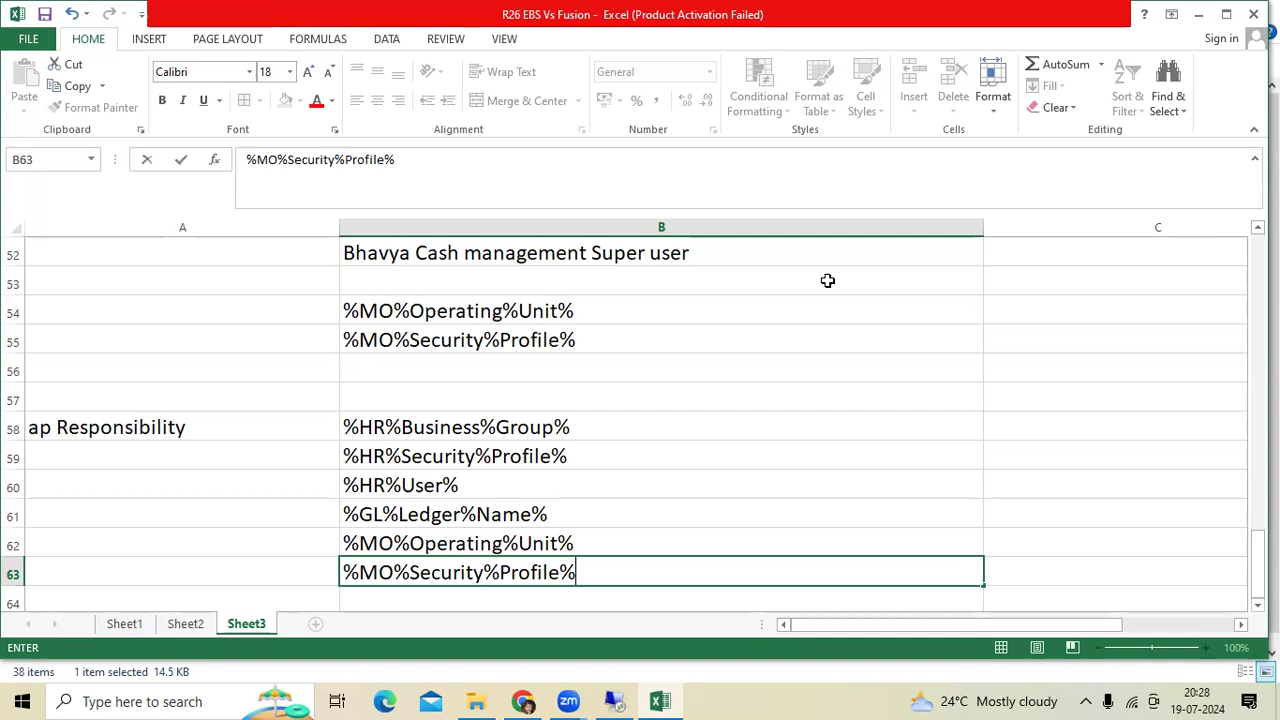 R26 EBS Vs Fusion - Excel (Product Activation Failed)
FILE HOME INSERT PAGE LAYOUT FORMULAS DATA REVIEW VIEW Sign in
Paste Cut Copy Format Painter
Calibri 18 Wrap Text General
B I U Merge & Center % ,
Conditional Formatting Format as Table Cell Styles Insert Delete Format
AutoSum Fill Clear Sort & Filter Find & Select
Clipboard Font Alignment Number Styles Cells Editing
B63 fx %MO%Security%Profile%
A B C
52 Bhavya Cash management Super user
53
54 %MO%Operating%Unit%
55 %MO%Security%Profile%
56
57
58 ap Responsibility %HR%Business%Group%
59 %HR%Security%Profile%
60 %HR%User%
61 %GL%Ledger%Name%
62 %MO%Operating%Unit%
63 %MO%Security%Profile%
64
Sheet1 Sheet2 Sheet3
ENTER 100%
38 items 1 item selected 14.5 KB
Type here to search zm 24°C Mostly cloudy 20:28
19-07-2024